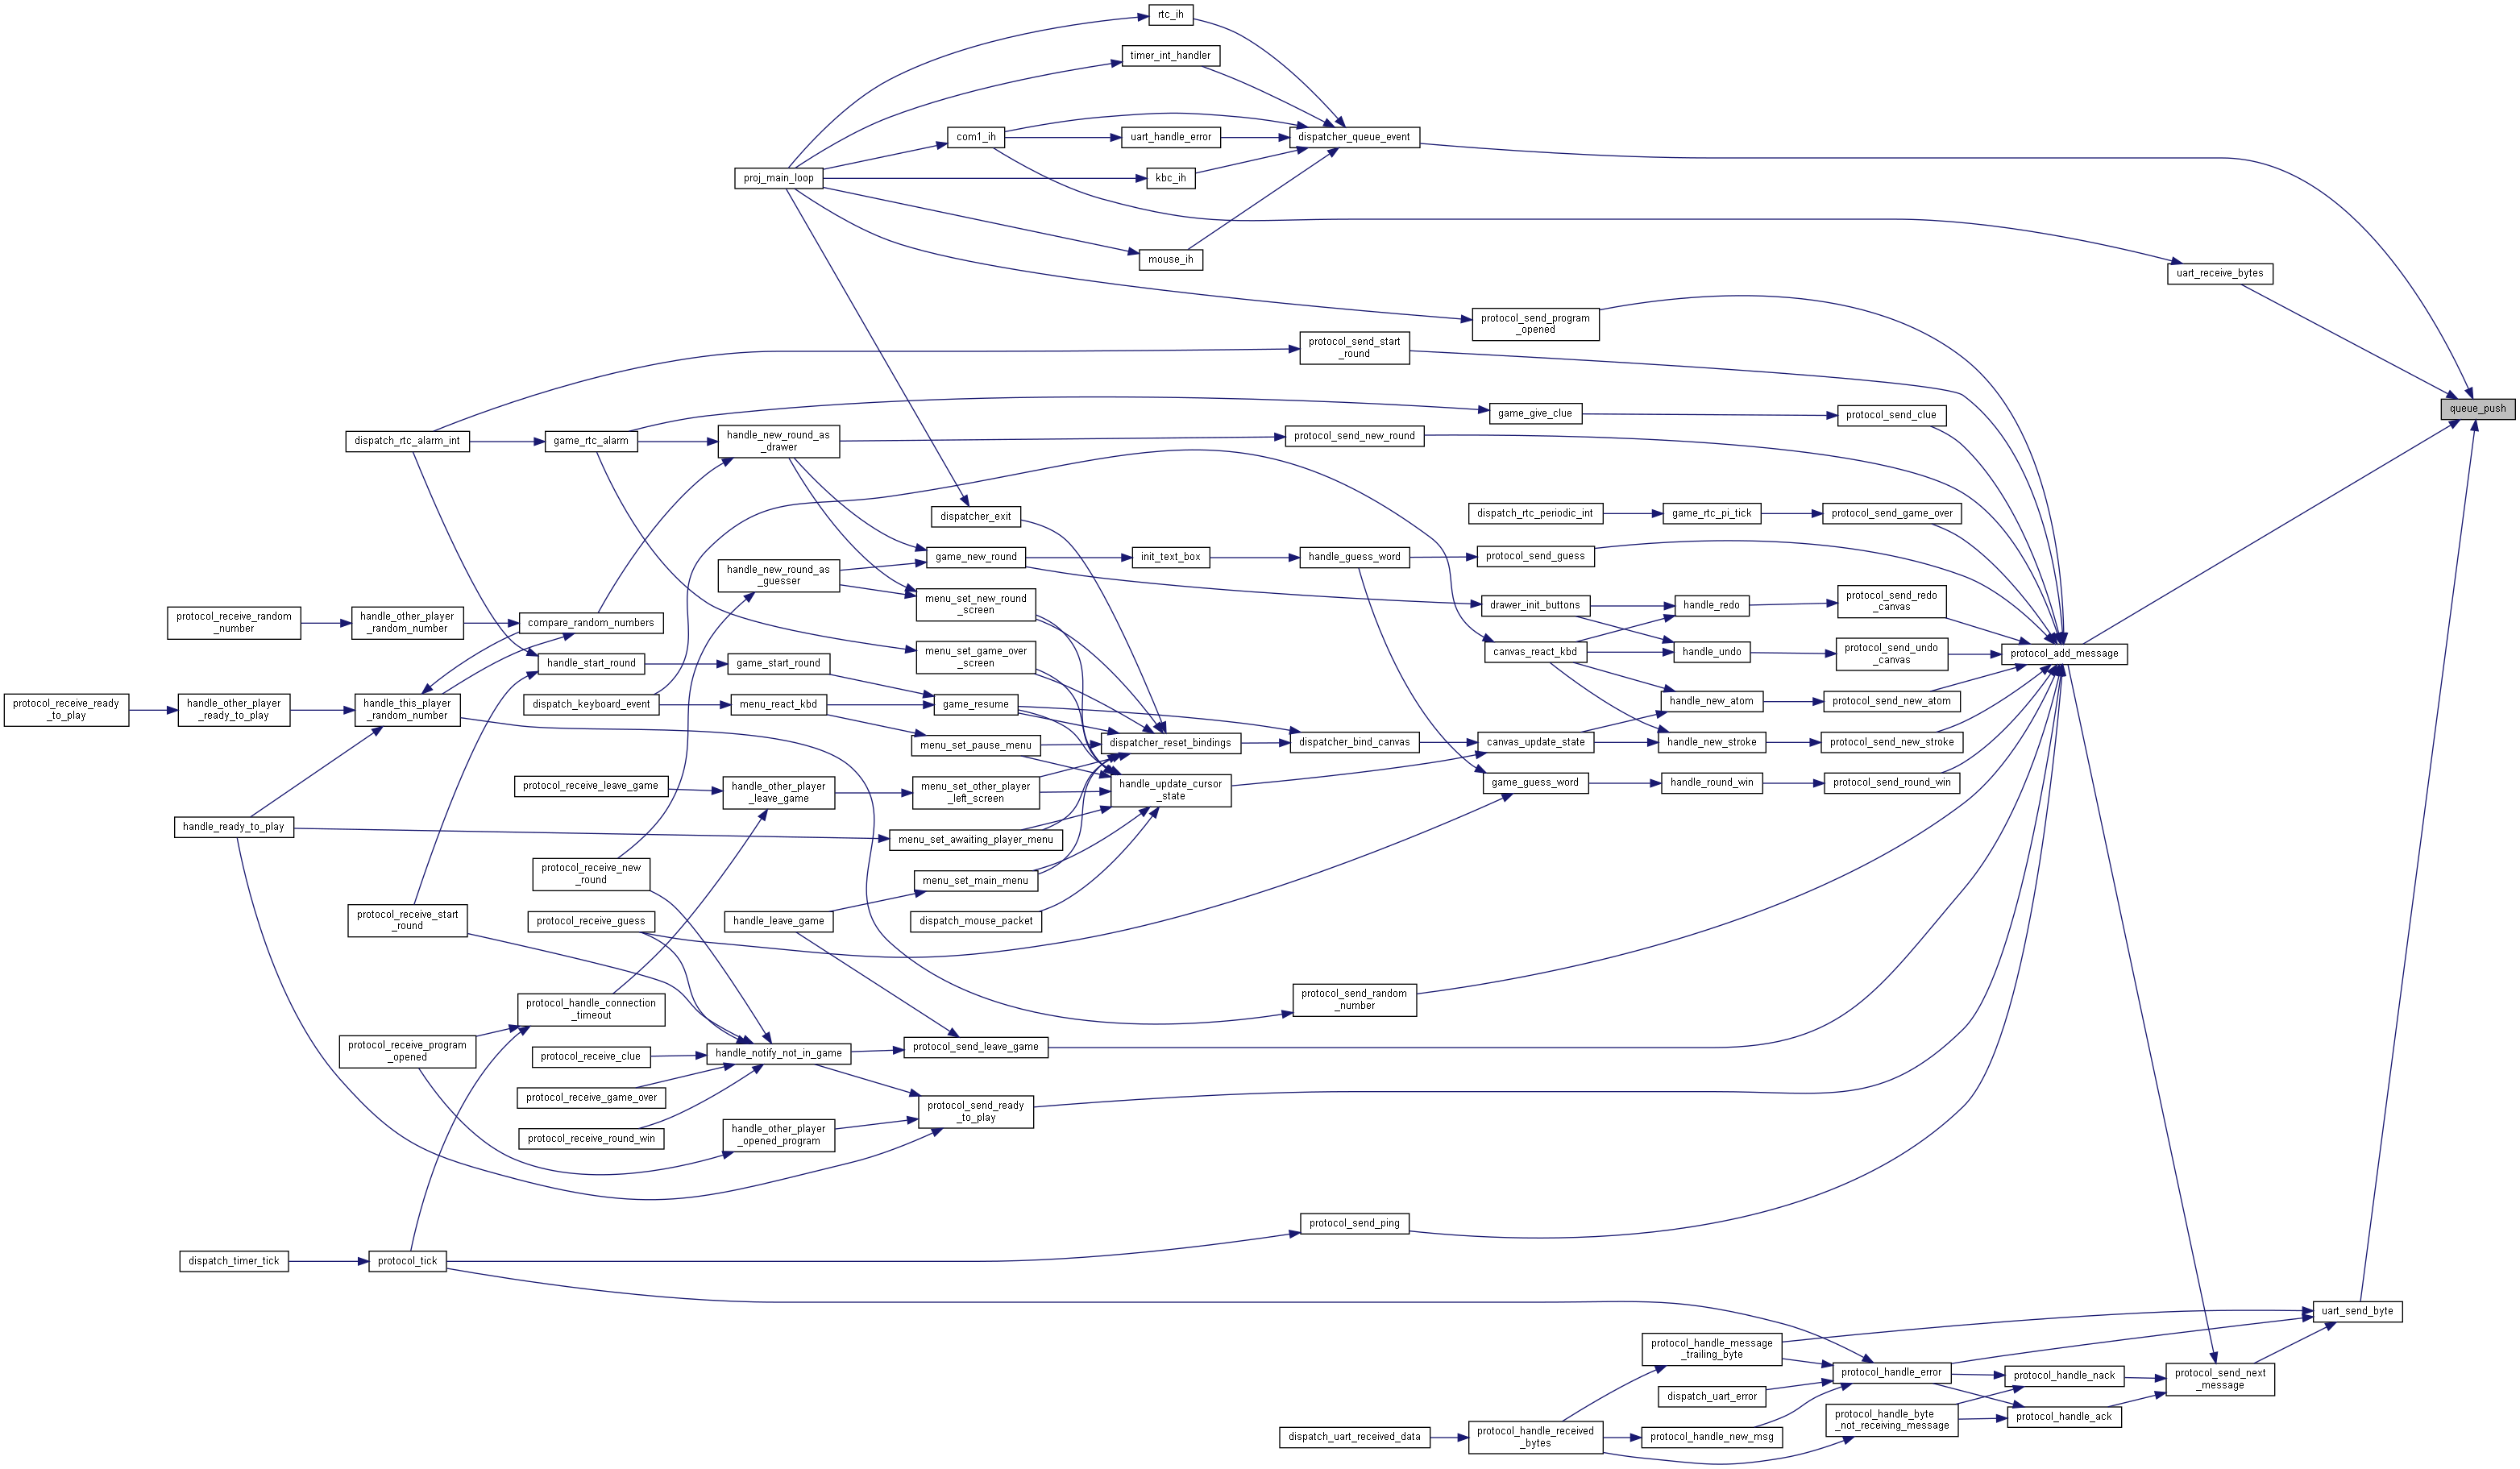 rtc_ih
timer_int_handler
com1_ih
uart_handle_error
dispatcher_queue_event
proj_main_loop
kbc_ih
mouse_ih
uart_receive_bytes
protocol_send_program
_opened
protocol_send_start
_round
queue_push
dispatch_rtc_alarm_int
game_rtc_alarm
handle_new_round_as
_drawer
protocol_send_new_round
game_give_clue
protocol_send_clue
dispatcher_exit
dispatch_rtc_periodic_int
game_rtc_pi_tick
protocol_send_game_over
game_new_round
init_text_box
handle_guess_word
protocol_send_guess
handle_new_round_as
_guesser
menu_set_new_round
_screen
drawer_init_buttons
handle_redo
protocol_send_redo
_canvas
protocol_receive_random
_number
handle_other_player
_random_number
compare_random_numbers
handle_start_round
game_start_round
menu_set_game_over
_screen
canvas_react_kbd
handle_undo
protocol_send_undo
_canvas
protocol_add_message
protocol_receive_ready
_to_play
handle_other_player
_ready_to_play
handle_this_player
_random_number
dispatch_keyboard_event
menu_react_kbd
game_resume
handle_new_atom
protocol_send_new_atom
menu_set_pause_menu
dispatcher_reset_bindings
dispatcher_bind_canvas
canvas_update_state
handle_new_stroke
protocol_send_new_stroke
protocol_receive_leave_game
handle_other_player
_leave_game
menu_set_other_player
_left_screen
handle_update_cursor
_state
game_guess_word
handle_round_win
protocol_send_round_win
handle_ready_to_play
menu_set_awaiting_player_menu
protocol_receive_new
_round
menu_set_main_menu
protocol_receive_start
_round
protocol_receive_guess
handle_leave_game
dispatch_mouse_packet
protocol_handle_connection
_timeout
protocol_send_random
_number
protocol_receive_program
_opened
protocol_receive_clue
handle_notify_not_in_game
protocol_send_leave_game
protocol_receive_game_over
protocol_send_ready
_to_play
protocol_receive_round_win
handle_other_player
_opened_program
protocol_send_ping
dispatch_timer_tick
protocol_tick
uart_send_byte
protocol_handle_message
_trailing_byte
protocol_handle_error
protocol_handle_nack
protocol_send_next
_message
dispatch_uart_error
protocol_handle_byte
_not_receiving_message
protocol_handle_ack
dispatch_uart_received_data
protocol_handle_received
_bytes
protocol_handle_new_msg